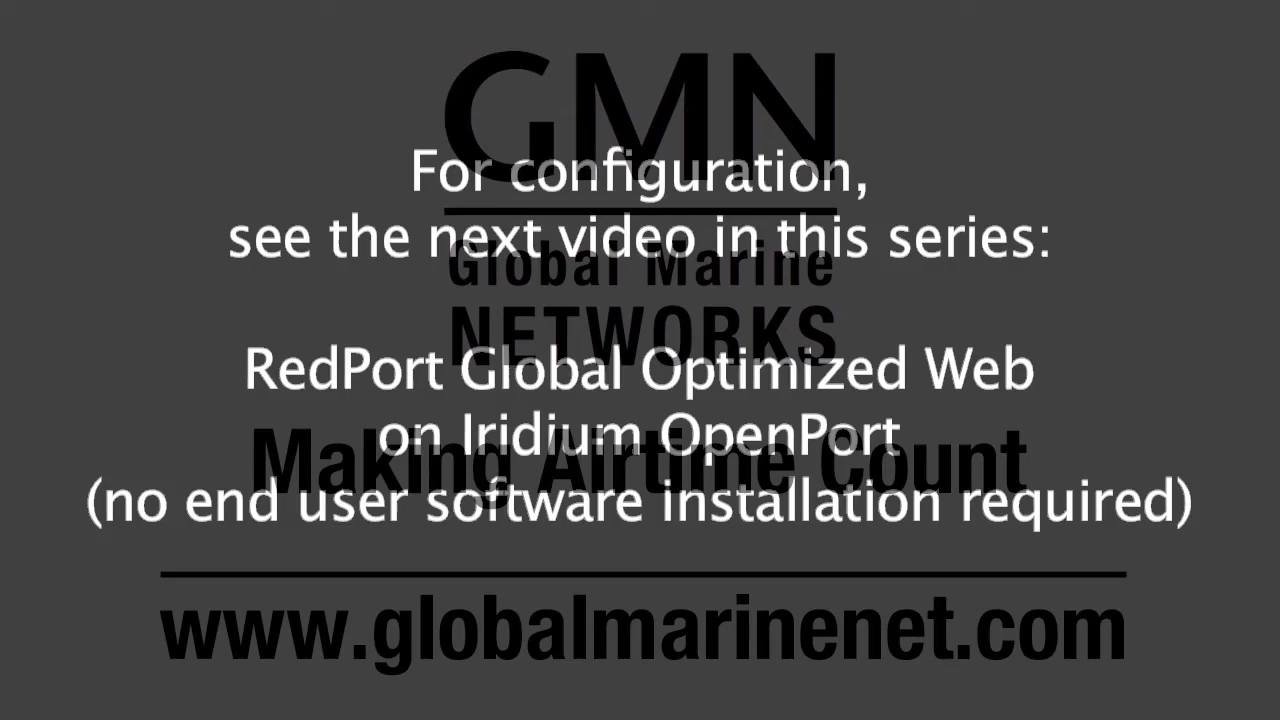 GMN
For configuration,
see the next video in this series:
Global Marine
NETWORKS
RedPort Global Optimized Web
on Iridium OpenPort
Making Airtime Count
(no end user software installation required)
www.globalmarinenet.com